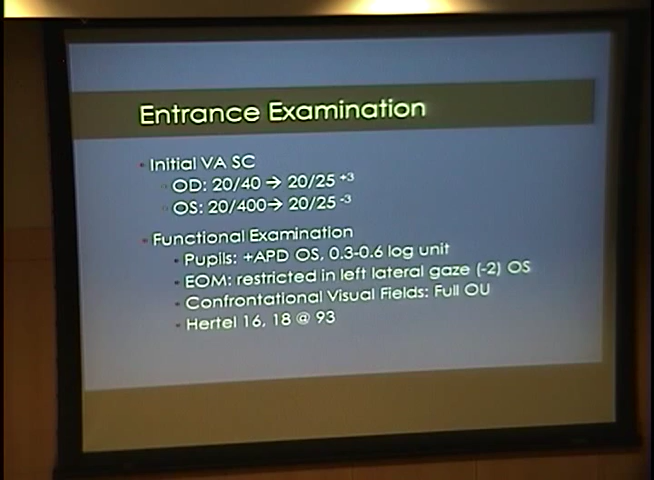 Entrance Examination
Initial VA SC
OD: 20/40 → 20/25 +3
OS: 20/400→ 20/25 -3
Functional Examination
Pupils: +APD OS, 0.3-0.6 log unit
EOM: restricted in left lateral gaze (-2) OS
Confrontational Visual Fields: Full OU
Hertel 16, 18 @ 93